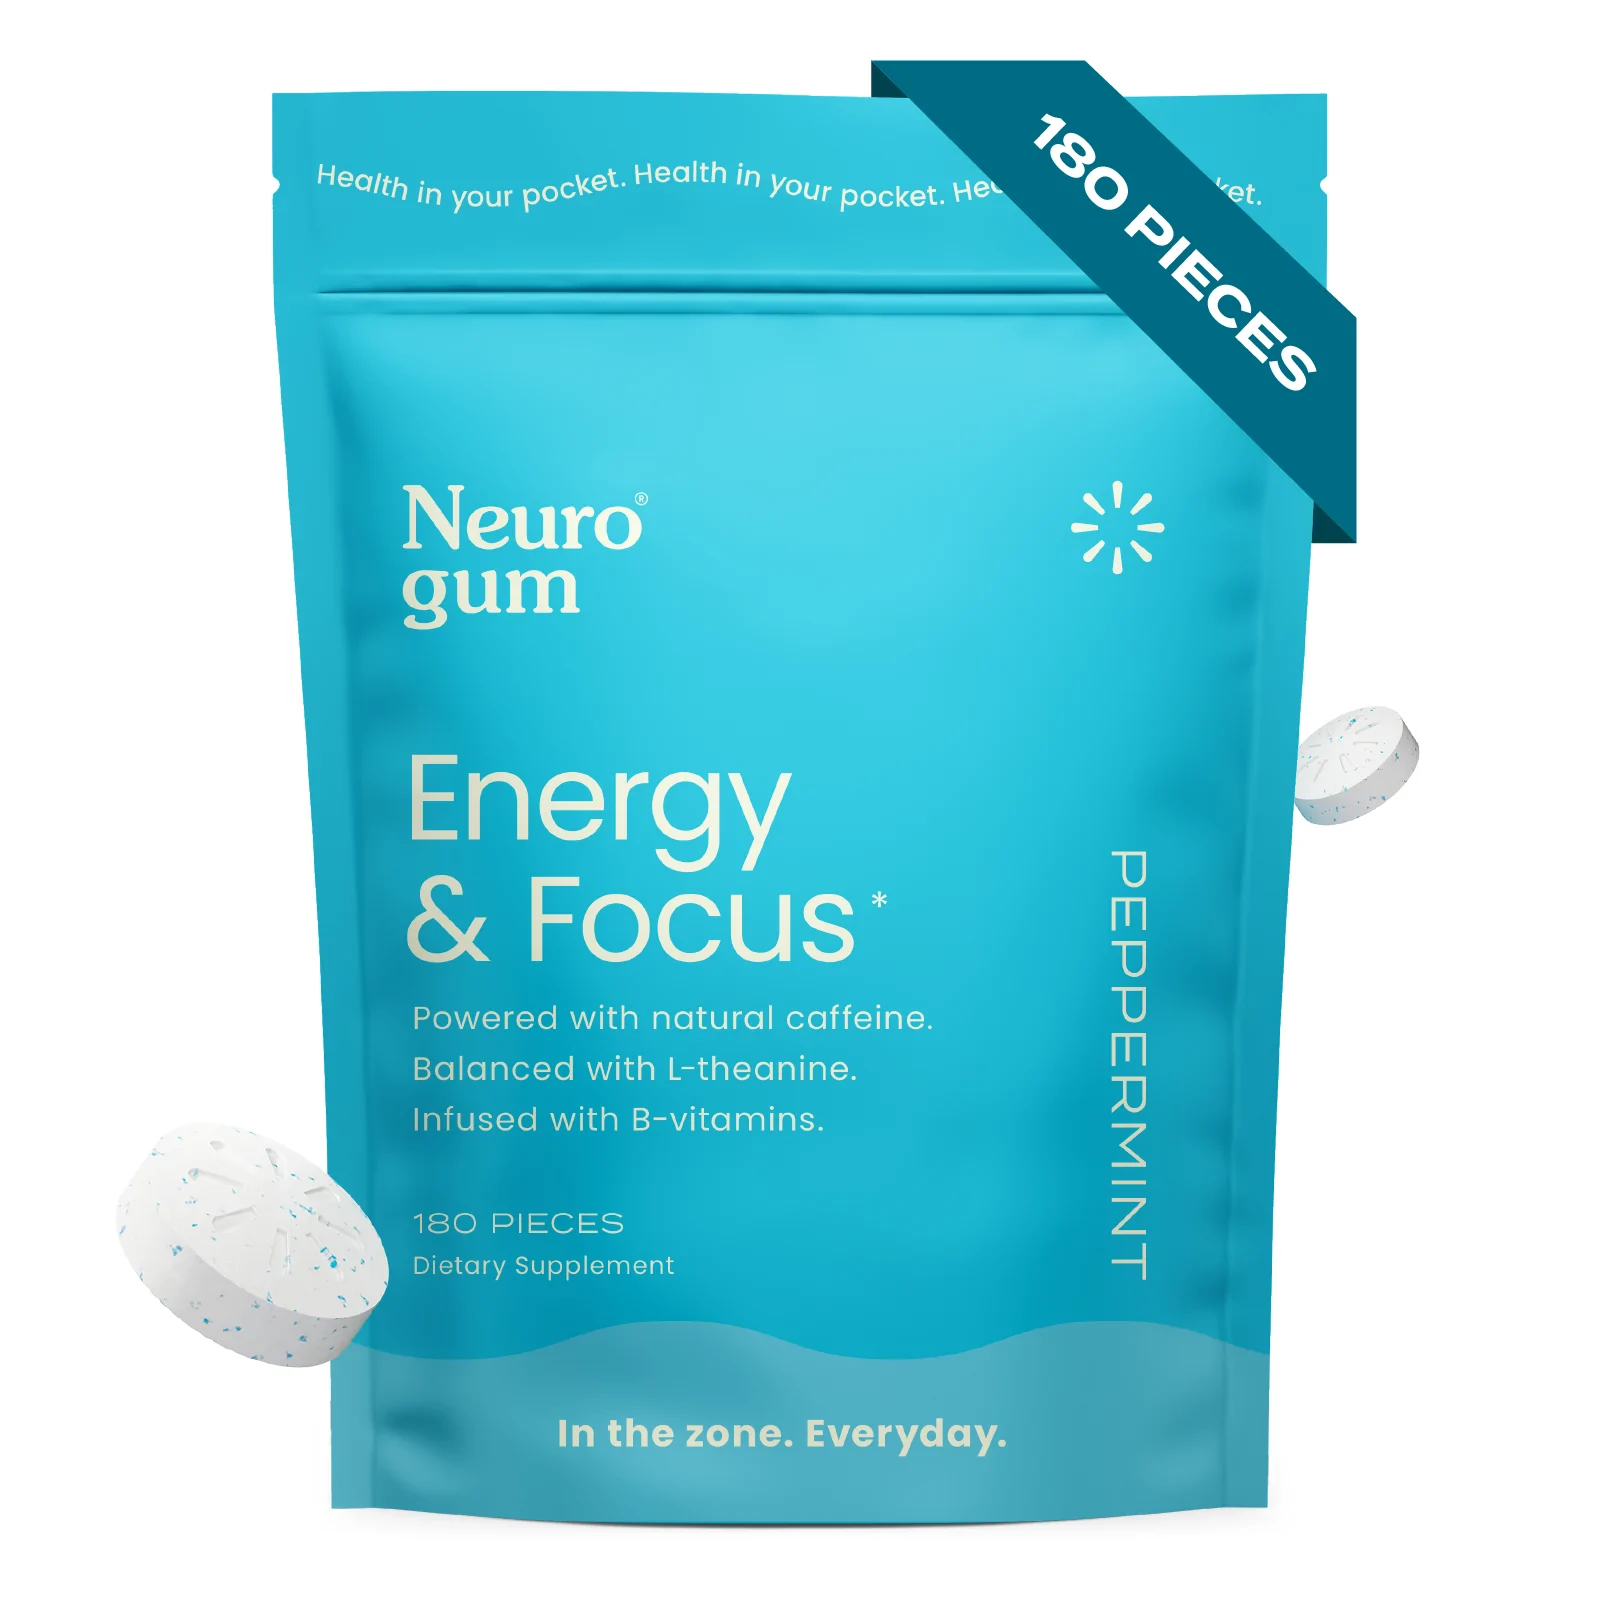 Health in your pocket. Health in your pocket. ket.
180 PIECES
Neuro®
gum
Energy
& Focus*
Powered with natural caffeine.
Balanced with L-theanine.
Infused with B-vitamins.
PEPPERMINT
180 PIECES
Dietary Supplement
In the zone. Everyday.